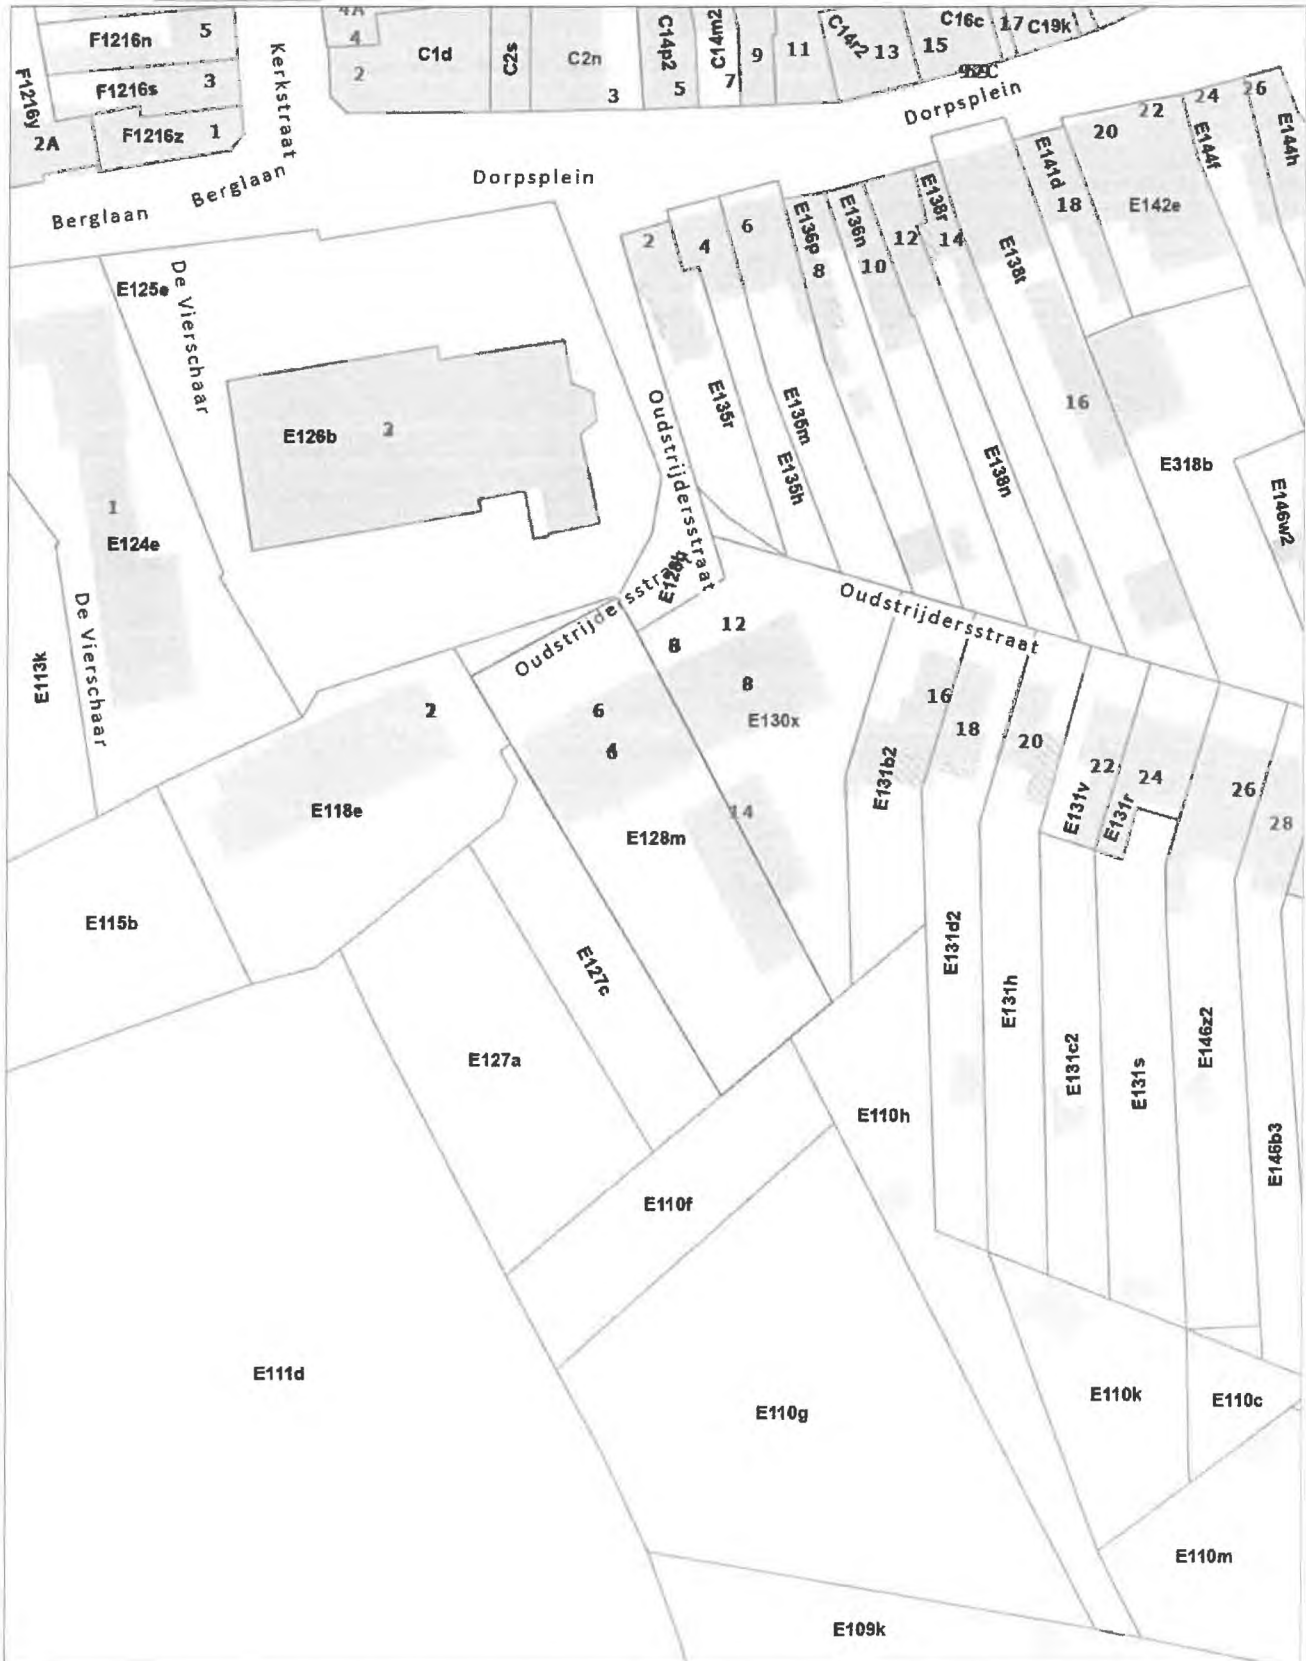 F1216n 5 4A 4 C1d C2s C2n C14p2 C14m2 9 11 C14r2 13 15 C16c 17 C19k
F1216y F1216s 3 Kerkstraat 2 3 5 7
2A F1216z 1 Dorpsplein 20 22 24 26
Berglaan Berglaan Dorpsplein
E141d 18 E142e E144f E144h
2 4 6 E136p 8 E136n 10 12 E138r 14 E138t
E125e De Vierschaar
E126b 2 Oudstrijdersstraat E135r E135m E135h E138n 16 E318b E146w2
1
E124e
De Vierschaar
E113k
Oudstrijdersstraat Oudstrijdersstraat
12
8
2 6 8 E130x 16 18 20 22 24 26 28
E118e E128m 14 E131b2 E131v E131r
E115b E127c E131d2 E131h E131c2 E131s E146z2 E146b3
E127a
E110h
E110f
E111d E110g E110k E110c
E110m
E109k